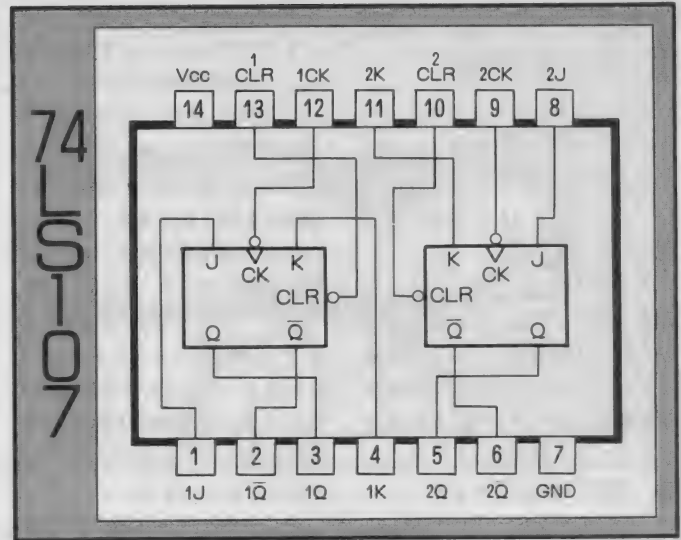 74LS107
1 2
Vcc CLR 1CK 2K CLR 2CK 2J
14 13 12 11 10 9 8
J CK K K CK J
CLR CLR
Q Q̅ Q̅ Q
1 2 3 4 5 6 7
1J 1Q̅ 1Q 1K 2Q 2Q̅ GND